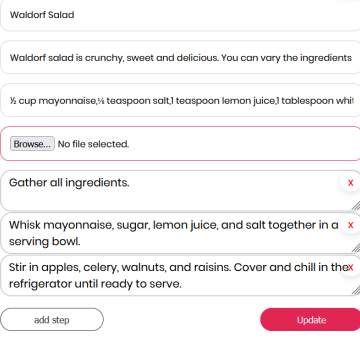 Waldorf Salad
Waldorf salad is crunchy, sweet and delicious. You can vary the ingredients
½ cup mayonnaise,⅛ teaspoon salt,1 teaspoon lemon juice,1 tablespoon whit
Browse... No file selected.
Gather all ingredients.
x
Whisk mayonnaise, sugar, lemon juice, and salt together in a
x
serving bowl.
Stir in apples, celery, walnuts, and raisins. Cover and chill in the
x
refrigerator until ready to serve.
add step
Update